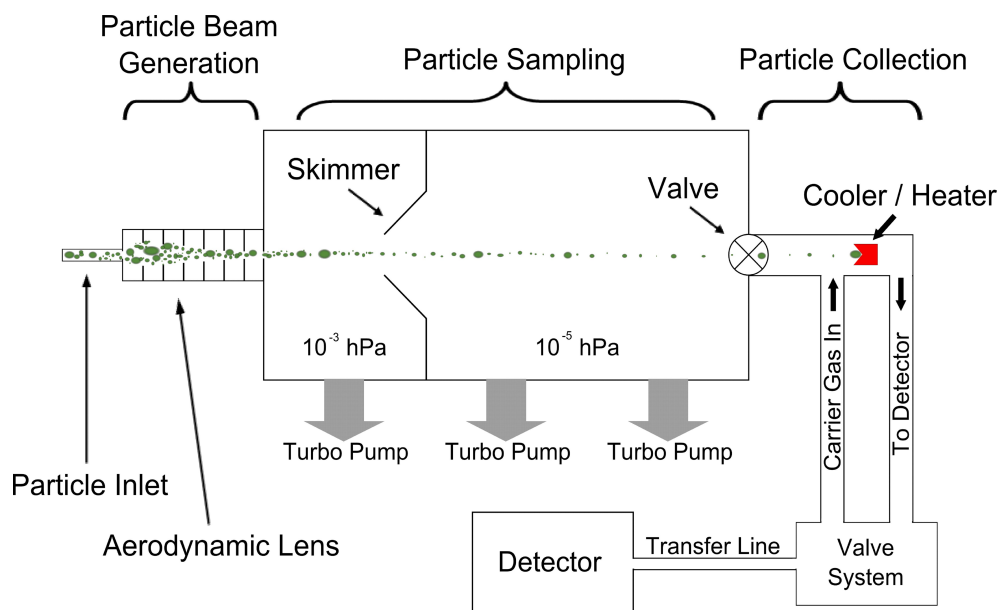 Particle Beam
Generation
Particle Sampling
Particle Collection
Skimmer
Valve
Cooler / Heater
10⁻³ hPa
10⁻⁵ hPa
Carrier Gas In
To Detector
Turbo Pump
Turbo Pump
Turbo Pump
Particle Inlet
Aerodynamic Lens
Detector
Transfer Line
Valve
System